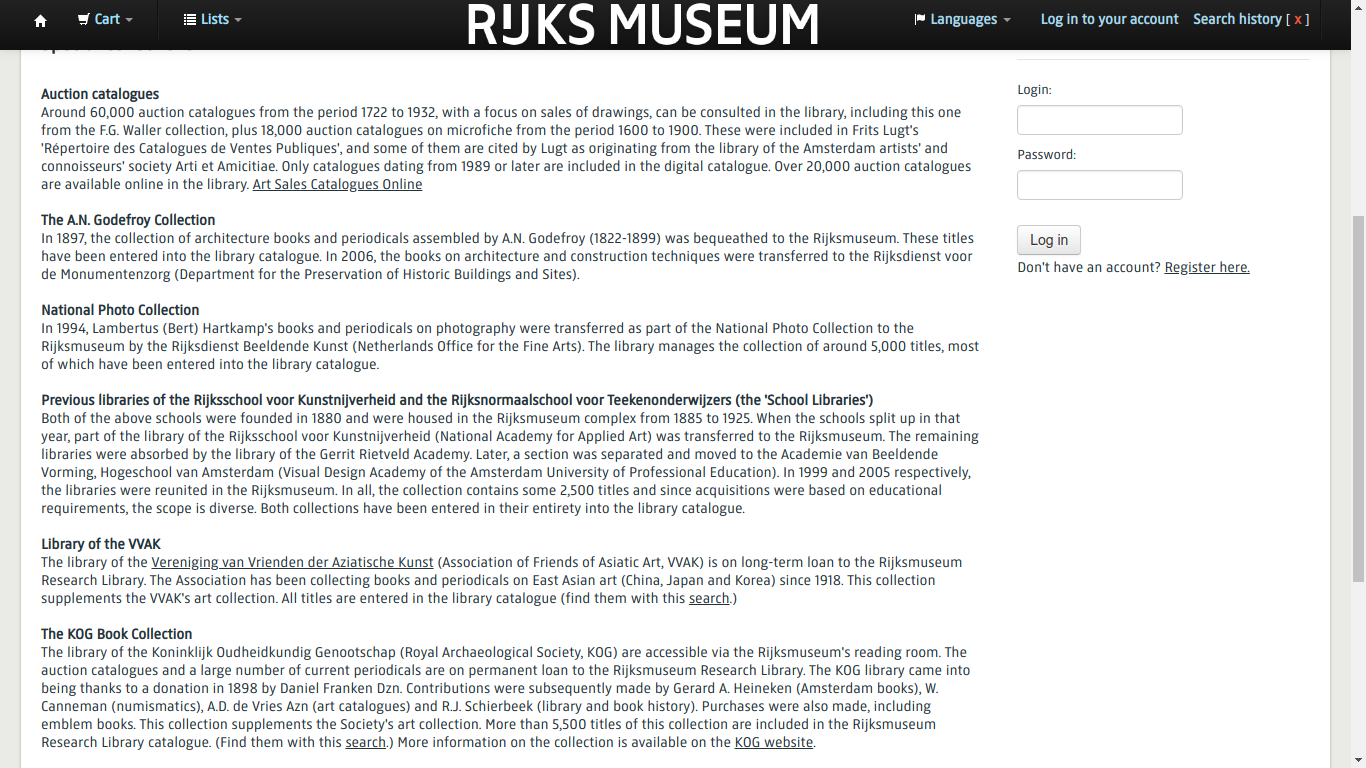 Cart
Lists
RIJKS MUSEUM
Languages
Log in to your account
Search history [ x ]
Auction catalogues
Around 60,000 auction catalogues from the period 1722 to 1932, with a focus on sales of drawings, can be consulted in the library, including this one
from the F.G. Waller collection, plus 18,000 auction catalogues on microfiche from the period 1600 to 1900. These were included in Frits Lugt's
'Répertoire des Catalogues de Ventes Publiques', and some of them are cited by Lugt as originating from the library of the Amsterdam artists' and
connoisseurs' society Arti et Amicitiae. Only catalogues dating from 1989 or later are included in the digital catalogue. Over 20,000 auction catalogues
are available online in the library. Art Sales Catalogues Online
The A.N. Godefroy Collection
In 1897, the collection of architecture books and periodicals assembled by A.N. Godefroy (1822-1899) was bequeathed to the Rijksmuseum. These titles
have been entered into the library catalogue. In 2006, the books on architecture and construction techniques were transferred to the Rijksdienst voor
de Monumentenzorg (Department for the Preservation of Historic Buildings and Sites).
National Photo Collection
In 1994, Lambertus (Bert) Hartkamp's books and periodicals on photography were transferred as part of the National Photo Collection to the
Rijksmuseum by the Rijksdienst Beeldende Kunst (Netherlands Office for the Fine Arts). The library manages the collection of around 5,000 titles, most
of which have been entered into the library catalogue.
Previous libraries of the Rijksschool voor Kunstnijverheid and the Rijksnormaalschool voor Teekenonderwijzers (the 'School Libraries')
Both of the above schools were founded in 1880 and were housed in the Rijksmuseum complex from 1885 to 1925. When the schools split up in that
year, part of the library of the Rijksschool voor Kunstnijverheid (National Academy for Applied Art) was transferred to the Rijksmuseum. The remaining
libraries were absorbed by the library of the Gerrit Rietveld Academy. Later, a section was separated and moved to the Academie van Beeldende
Vorming, Hogeschool van Amsterdam (Visual Design Academy of the Amsterdam University of Professional Education). In 1999 and 2005 respectively,
the libraries were reunited in the Rijksmuseum. In all, the collection contains some 2,500 titles and since acquisitions were based on educational
requirements, the scope is diverse. Both collections have been entered in their entirety into the library catalogue.
Library of the VVAK
The library of the Vereniging van Vrienden der Aziatische Kunst (Association of Friends of Asiatic Art, VVAK) is on long-term loan to the Rijksmuseum
Research Library. The Association has been collecting books and periodicals on East Asian art (China, Japan and Korea) since 1918. This collection
supplements the VVAK's art collection. All titles are entered in the library catalogue (find them with this search.)
The KOG Book Collection
The library of the Koninklijk Oudheidkundig Genootschap (Royal Archaeological Society, KOG) are accessible via the Rijksmuseum's reading room. The
auction catalogues and a large number of current periodicals are on permanent loan to the Rijksmuseum Research Library. The KOG library came into
being thanks to a donation in 1898 by Daniel Franken Dzn. Contributions were subsequently made by Gerard A. Heineken (Amsterdam books), W.
Canneman (numismatics), A.D. de Vries Azn (art catalogues) and R.J. Schierbeek (library and book history). Purchases were also made, including
emblem books. This collection supplements the Society's art collection. More than 5,500 titles of this collection are included in the Rijksmuseum
Research Library catalogue. (Find them with this search.) More information on the collection is available on the KOG website.
Login:
Password:
Log in
Don't have an account? Register here.